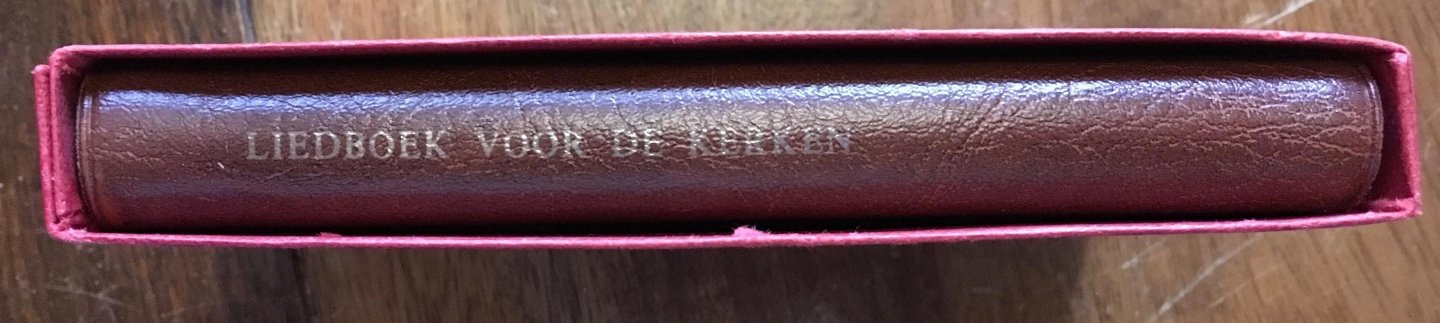 LIEDBOEK VOOR DE KERKEN